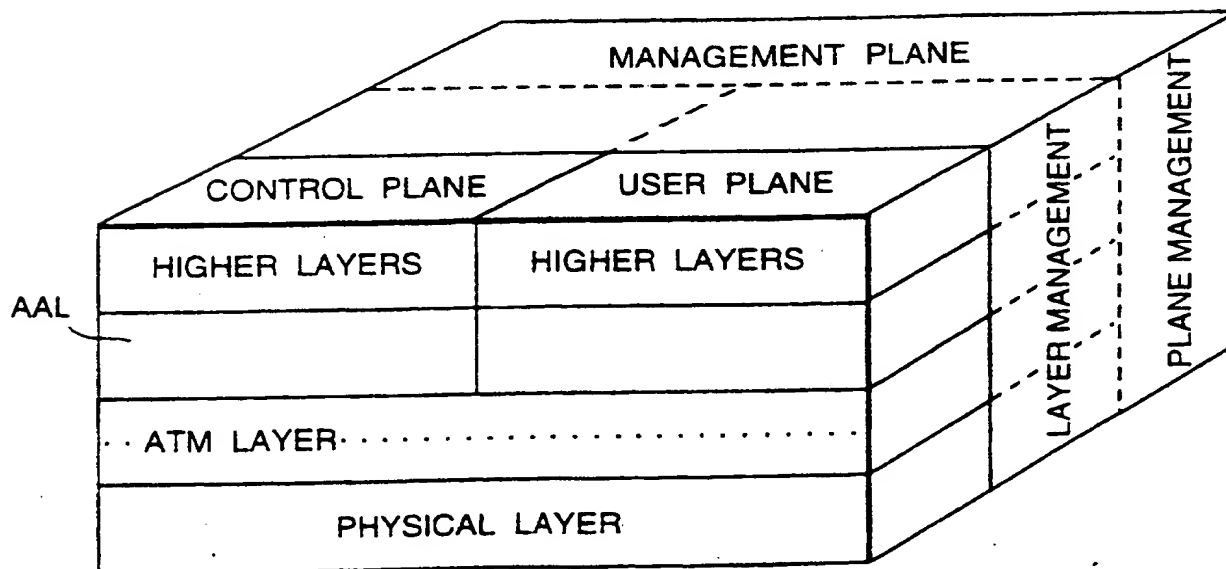 MANAGEMENT PLANE
CONTROL PLANE
USER PLANE
HIGHER LAYERS
HIGHER LAYERS
AAL
ATM LAYER
PHYSICAL LAYER
LAYER MANAGEMENT
PLANE MANAGEMENT